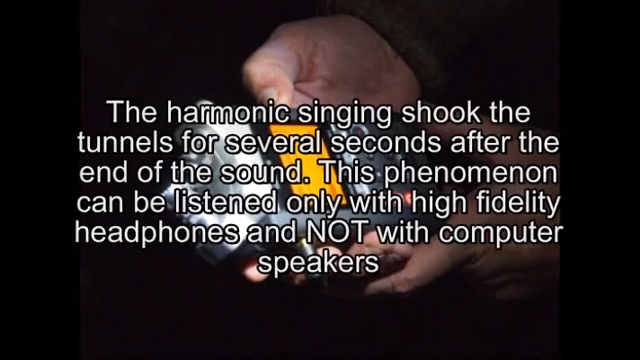 The harmonic singing shook the
tunnels for several seconds after the
end of the sound. This phenomenon
can be listened only with high fidelity
headphones and NOT with computer
speakers